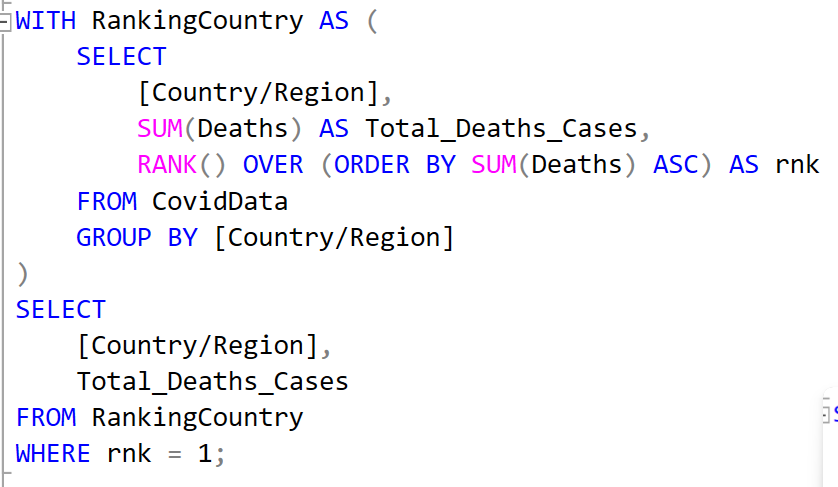 WITH RankingCountry AS (
    SELECT
        [Country/Region],
        SUM(Deaths) AS Total_Deaths_Cases,
        RANK() OVER (ORDER BY SUM(Deaths) ASC) AS rnk
    FROM CovidData
    GROUP BY [Country/Region]
)
SELECT
    [Country/Region],
    Total_Deaths_Cases
FROM RankingCountry
WHERE rnk = 1;